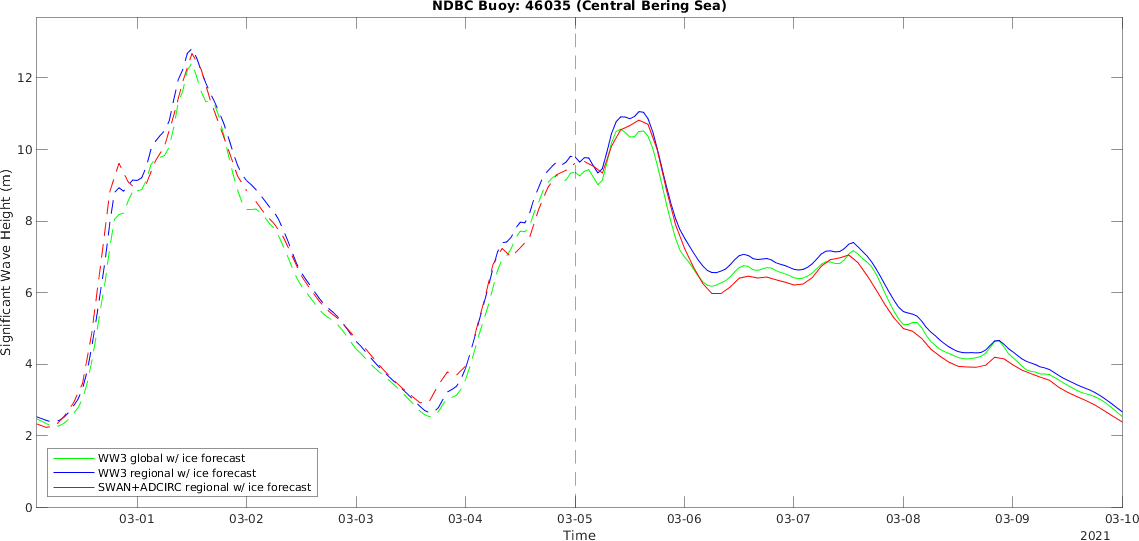 NDBC Buoy: 46035 (Central Bering Sea)
Significant Wave Height (m)
12
10
8
6
4
2
0
WW3 global w/ ice forecast
WW3 regional w/ ice forecast
SWAN+ADCIRC regional w/ ice forecast
03-01 03-02 03-03 03-04 03-05 03-06 03-07 03-08 03-09 03-10
Time
2021